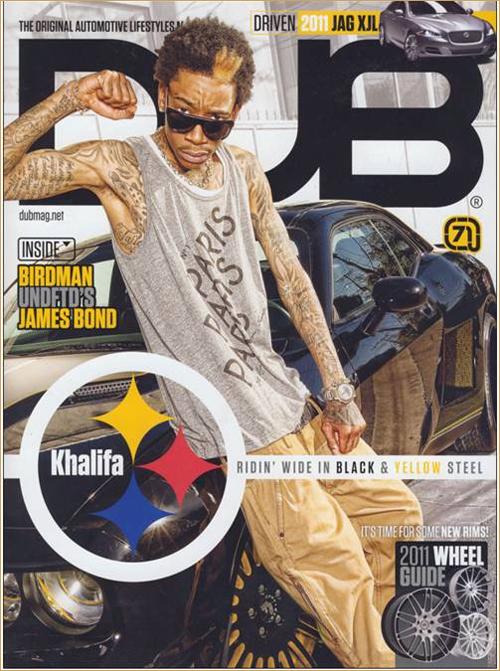 THE ORIGINAL AUTOMOTIVE LIFESTYLES
DRIVEN 2011 JAG XJL
DUB
®
dubmag.net
71
INSIDE
BIRDMAN
UNDFTD'S
JAMES BOND
PARIS
PARIS
PARIS
Khalifa
RIDIN' WIDE IN BLACK & YELLOW STEEL
IT'S TIME FOR SOME NEW RIMS!
2011 WHEEL
GUIDE